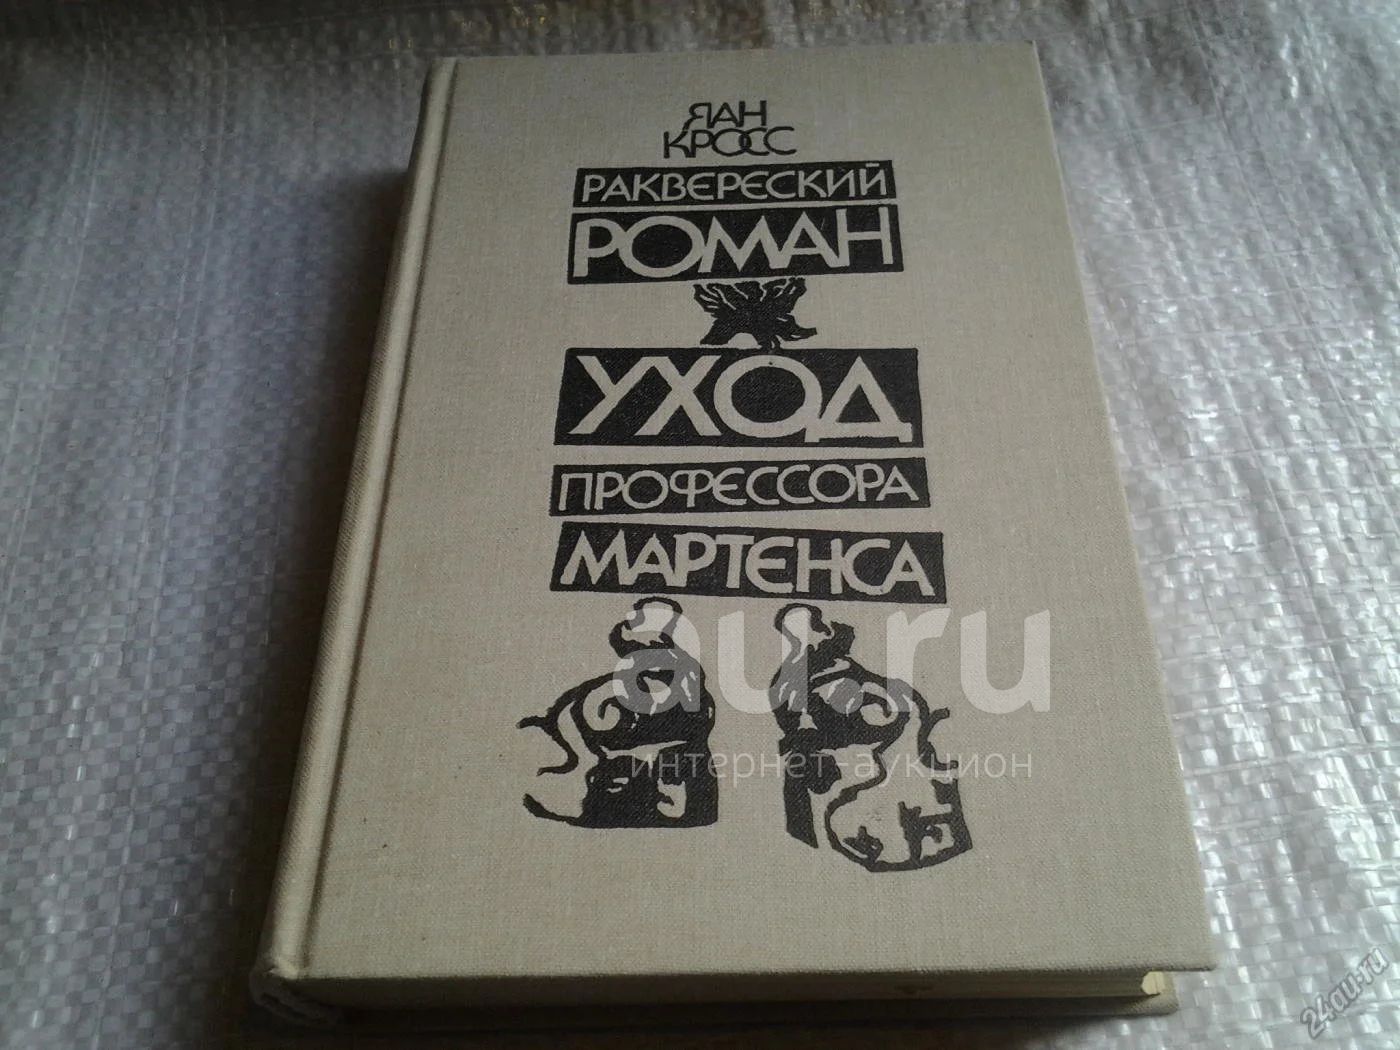 ЯАН
КРОСС
РАКВЕРЕСКИЙ
РОМАН
УХОД
ПРОФЕССОРА
МАРТЕНСА
au.ru
интернет-аукцион
24au.ru